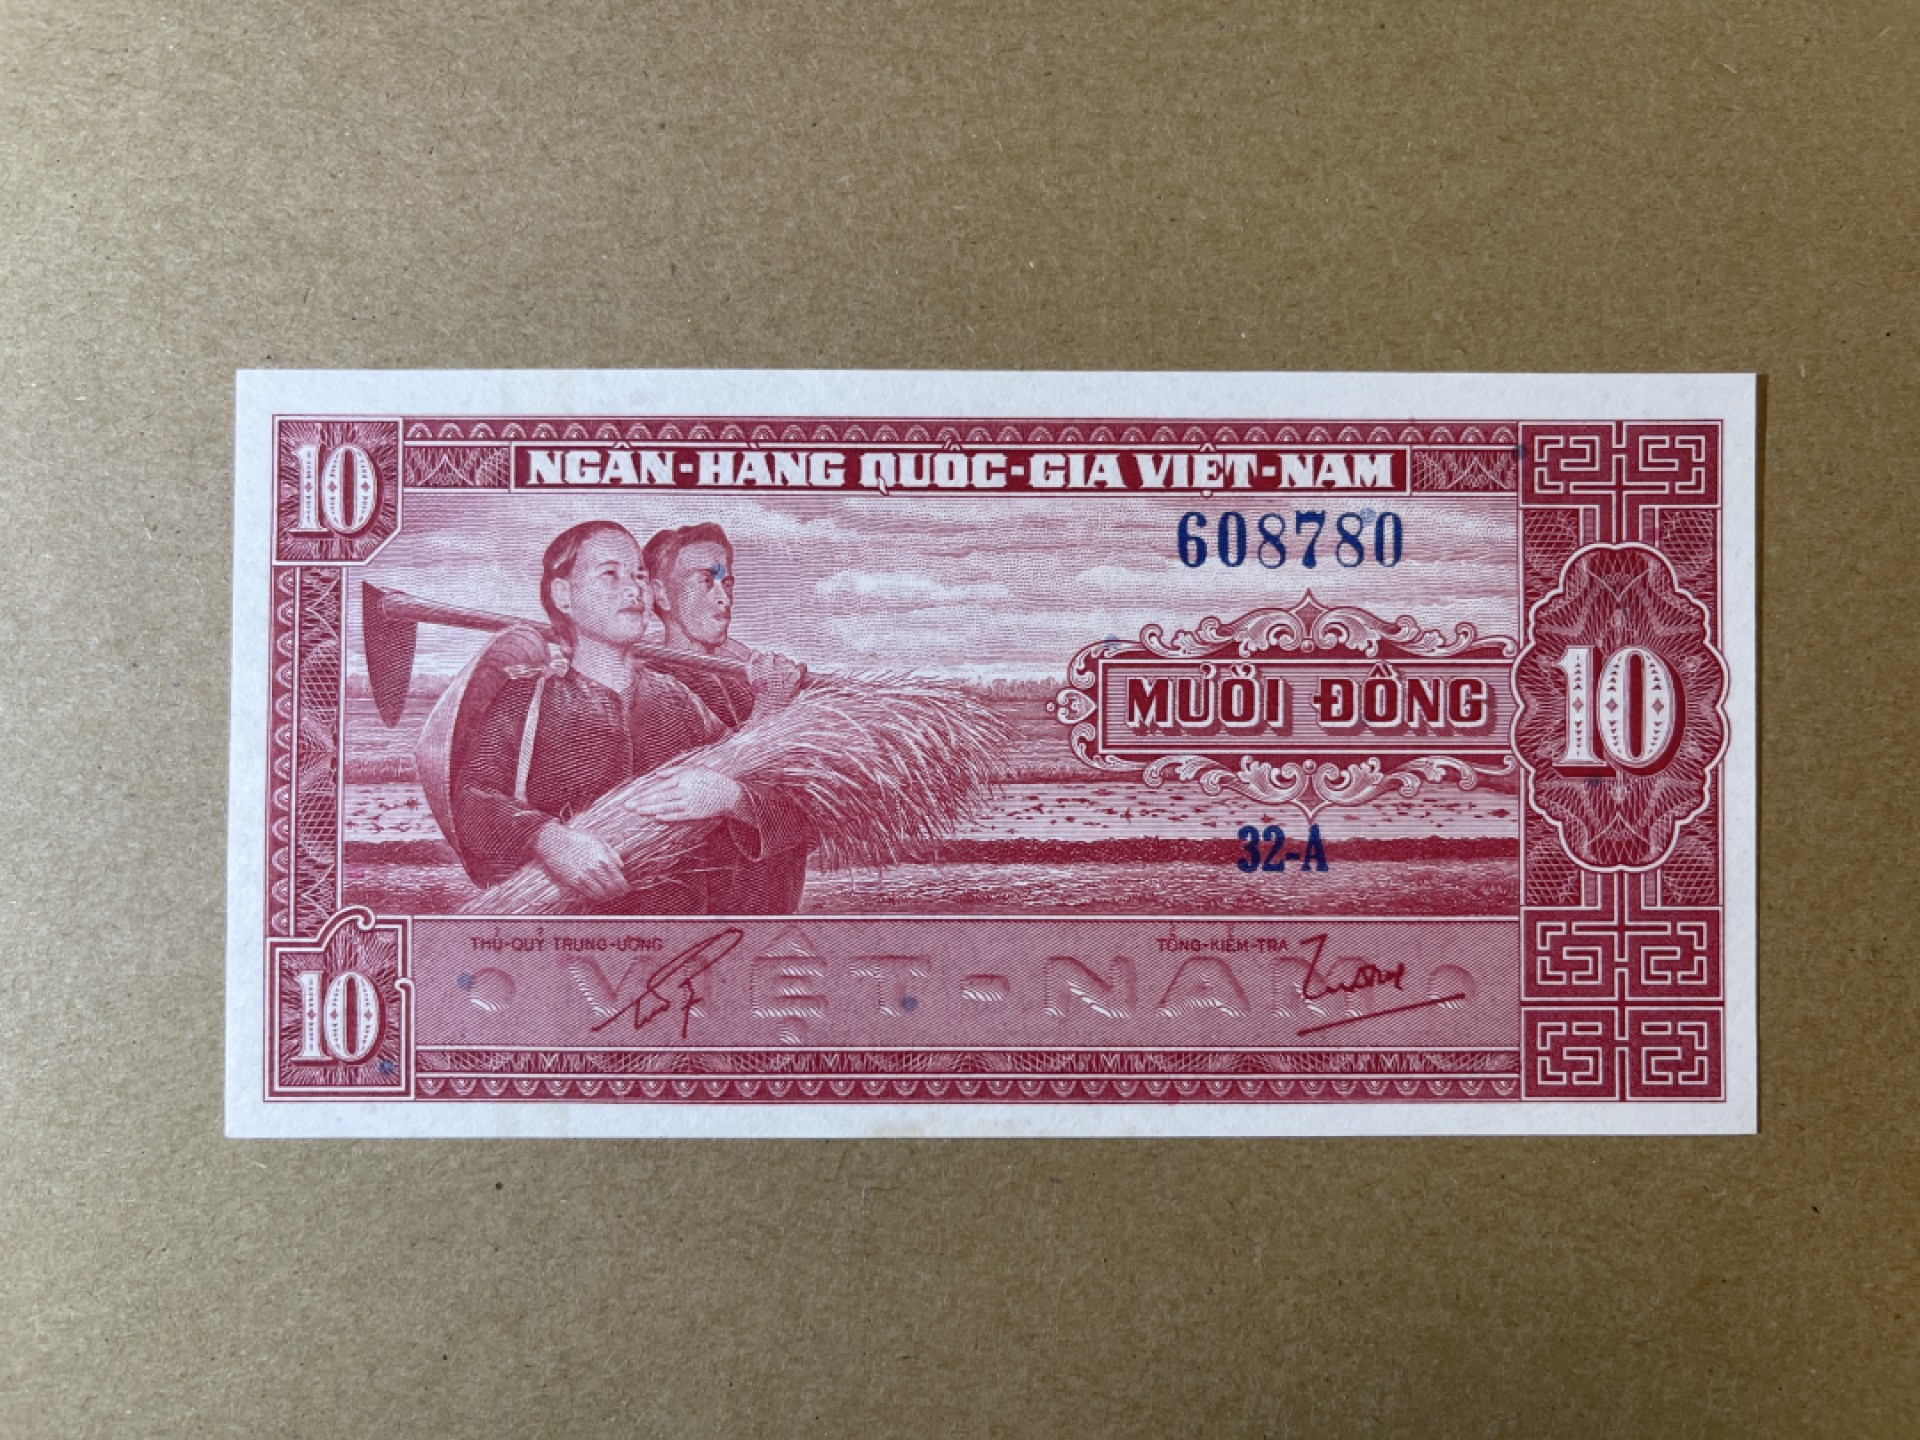 10
NGÂN-HÀNG QUỐC-GIA VIỆT-NAM
608780
MƯỜI ĐỒNG
10
32-A
THỦ-QUỸ TRUNG-ƯƠNG
TỔNG-KIỂM-TRA
VIỆT-NAM
10